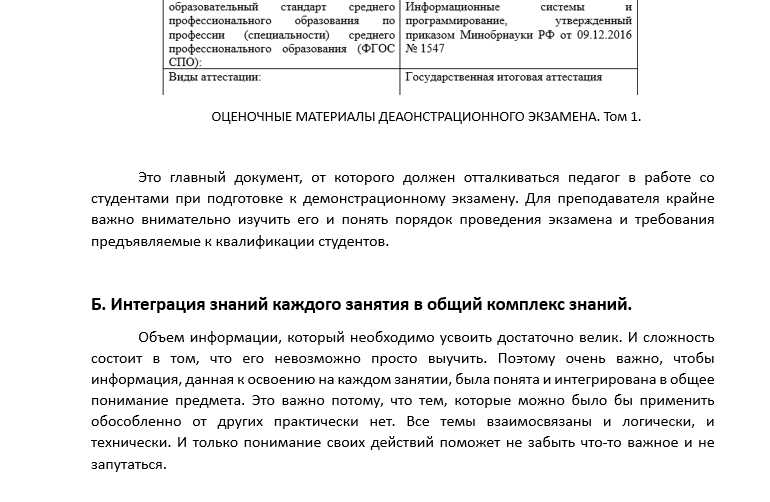 образовательный стандарт среднего
профессионального образования по
профессии (специальности) среднего
профессионального образования (ФГОС
СПО):
Информационные системы и
программирование, утвержденный
приказом Минобрнауки РФ от 09.12.2016
№ 1547
Виды аттестации:
Государственная итоговая аттестация
ОЦЕНОЧНЫЕ МАТЕРИАЛЫ ДЕАОНСТРАЦИОННОГО ЭКЗАМЕНА. Том 1.
Это главный документ, от которого должен отталкиваться педагог в работе со
студентами при подготовке к демонстрационному экзамену. Для преподавателя крайне
важно внимательно изучить его и понять порядок проведения экзамена и требования
предъявляемые к квалификации студентов.
Б. Интеграция знаний каждого занятия в общий комплекс знаний.
Объем информации, который необходимо усвоить достаточно велик. И сложность
состоит в том, что его невозможно просто выучить. Поэтому очень важно, чтобы
информация, данная к освоению на каждом занятии, была понята и интегрирована в общее
понимание предмета. Это важно потому, что тем, которые можно было бы применить
обособленно от других практически нет. Все темы взаимосвязаны и логически, и
технически. И только понимание своих действий поможет не забыть что-то важное и не
запутаться.